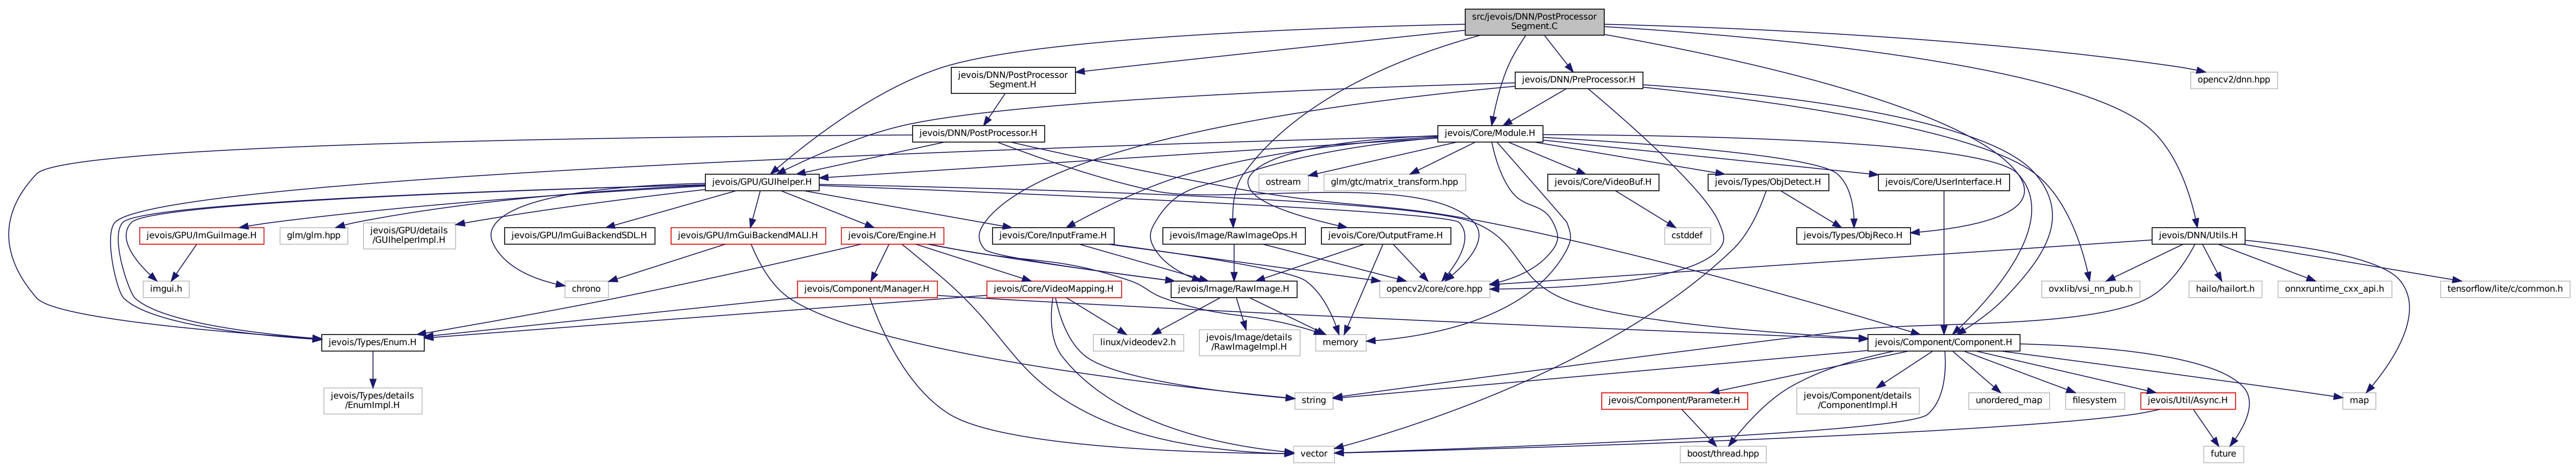 src/jevois/DNN/PostProcessor
Segment.C
jevois/DNN/PostProcessor
Segment.H
jevois/DNN/PreProcessor.H
opencv2/dnn.hpp
jevois/DNN/PostProcessor.H
jevois/Core/Module.H
jevois/GPU/GUIhelper.H
ostream
glm/gtc/matrix_transform.hpp
jevois/Core/VideoBuf.H
jevois/Types/ObjDetect.H
jevois/Core/UserInterface.H
jevois/GPU/ImGuiImage.H
glm/glm.hpp
jevois/GPU/details
/GUIhelperImpl.H
jevois/GPU/ImGuiBackendSDL.H
jevois/GPU/ImGuiBackendMALI.H
jevois/Core/Engine.H
jevois/Core/InputFrame.H
jevois/Image/RawImageOps.H
jevois/Core/OutputFrame.H
cstddef
jevois/Types/ObjReco.H
jevois/DNN/Utils.H
imgui.h
chrono
jevois/Component/Manager.H
jevois/Core/VideoMapping.H
jevois/Image/RawImage.H
opencv2/core/core.hpp
ovxlib/vsi_nn_pub.h
hailo/hailort.h
onnxruntime_cxx_api.h
tensorflow/lite/c/common.h
jevois/Types/Enum.H
linux/videodev2.h
jevois/Image/details
/RawImageImpl.H
memory
jevois/Component/Component.H
jevois/Types/details
/EnumImpl.H
string
jevois/Component/Parameter.H
jevois/Component/details
/ComponentImpl.H
unordered_map
filesystem
jevois/Util/Async.H
map
vector
boost/thread.hpp
future